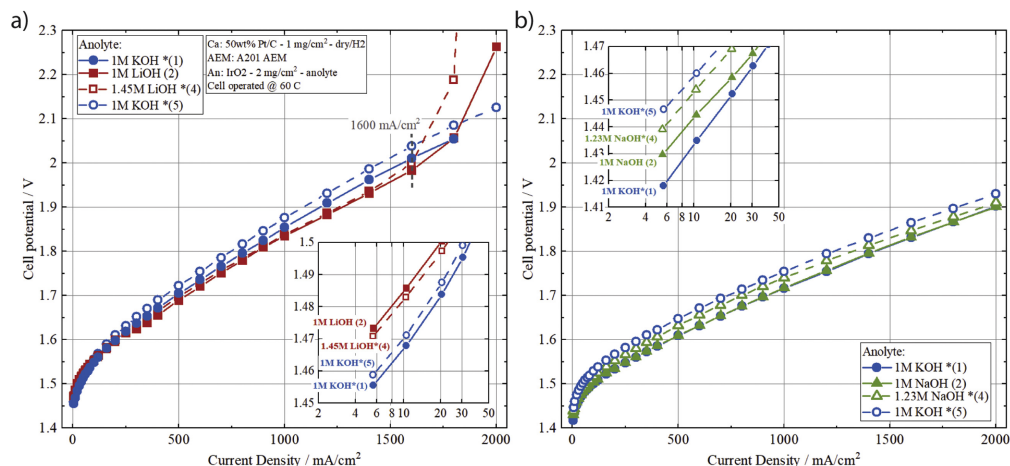 a)
Anolyte:
1M KOH *(1)
1M LiOH (2)
1.45M LiOH *(4)
1M KOH *(5)
Ca: 50wt% Pt/C - 1 mg/cm² - dry/H2
AEM: A201 AEM
An: IrO2 - 2 mg/cm² - anolyte
Cell operated @ 60 C
1600 mA/cm²
2.3
2.2
2.1
2
1.9
1.8
1.7
1.6
1.5
1.4
Cell potential / V
0
500
1000
1500
2000
Current Density / mA/cm²
1.5
1.49
1.48
1.47
1.46
1.45
1M LiOH (2)
1.45M LiOH*(4)
1M KOH*(5)
1M KOH*(1)
2
4
6
8
10
20
30
50
b)
2.3
2.2
2.1
2
1.9
1.8
1.7
1.6
1.5
1.4
Cell potential / V
0
500
1000
1500
2000
Current Density / mA/cm²
1.47
1.46
1.45
1.44
1.43
1.42
1.41
1M KOH*(5)
1.23M NaOH*(4)
1M NaOH (2)
1M KOH*(1)
2
4
6
8
10
20
30
50
Anolyte:
1M KOH *(1)
1M NaOH (2)
1.23M NaOH *(4)
1M KOH *(5)